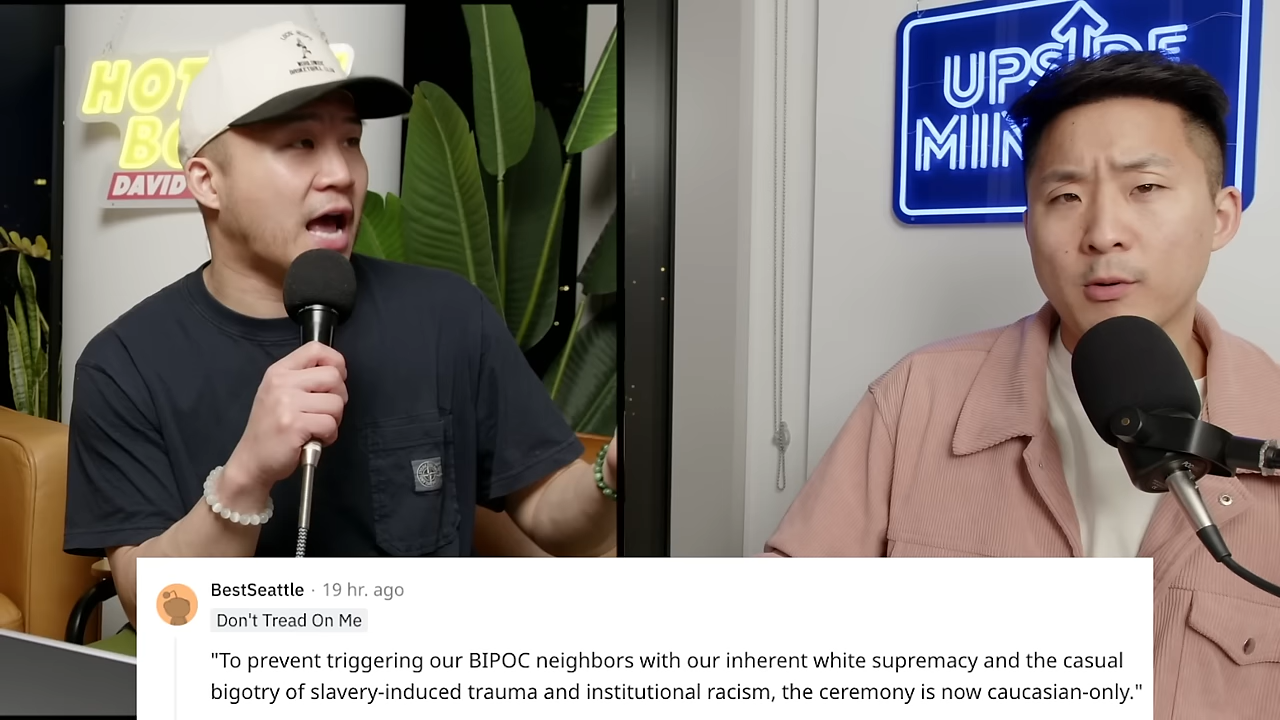 HOT
BO
DAVID
UPSIDE
MIN
BestSeattle · 19 hr. ago
Don't Tread On Me
"To prevent triggering our BIPOC neighbors with our inherent white supremacy and the casual
bigotry of slavery-induced trauma and institutional racism, the ceremony is now caucasian-only."